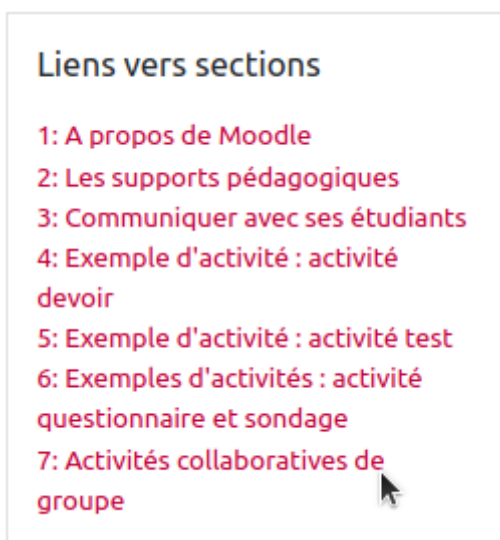 Liens vers sections
1: A propos de Moodle
2: Les supports pédagogiques
3: Communiquer avec ses étudiants
4: Exemple d'activité : activité
devoir
5: Exemple d'activité : activité test
6: Exemples d'activités : activité
questionnaire et sondage
7: Activités collaboratives de
groupe